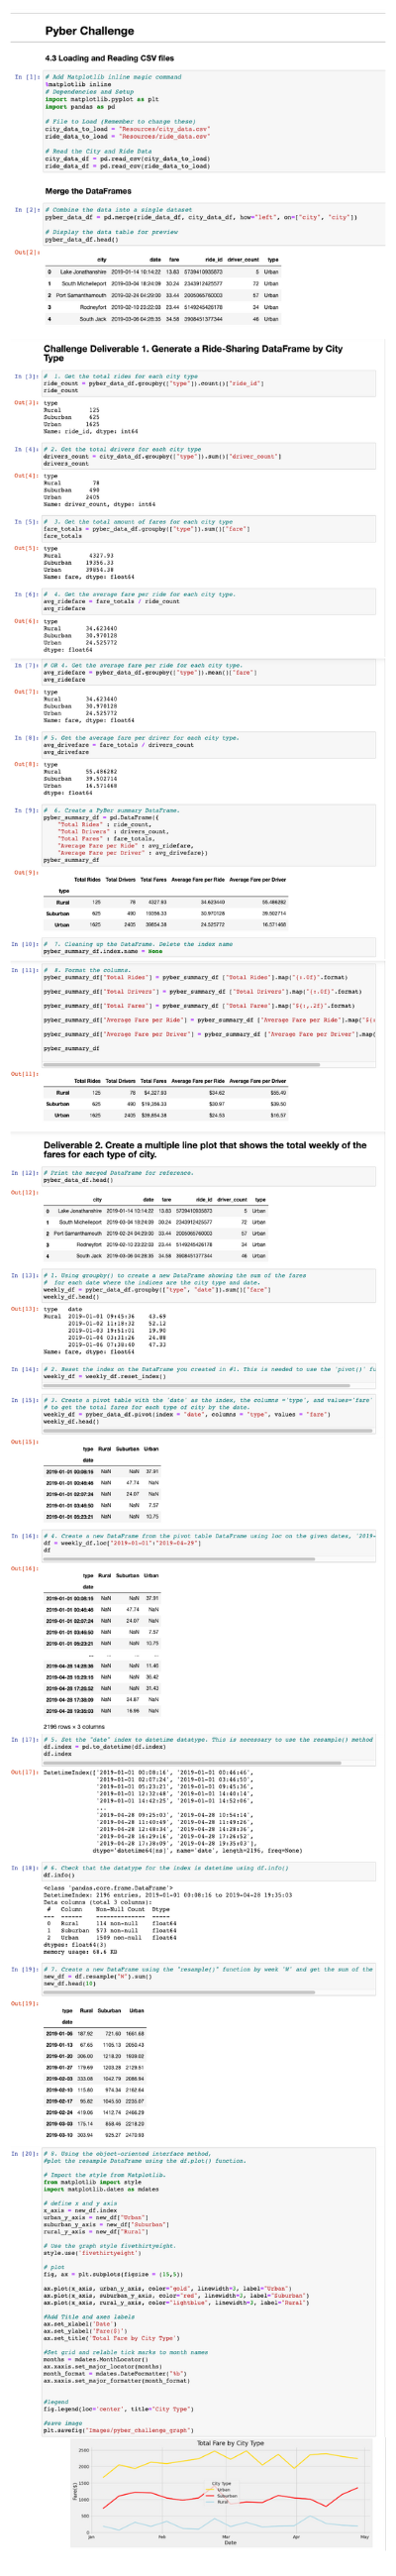 Pyber Challenge
4.3 Loading and Reading CSV files
In [1]:
# Add Matplotlib inline magic command
%matplotlib inline
# Dependencies and Setup
import matplotlib.pyplot as plt
import pandas as pd
# File to Load (Remember to change these)
city_data_to_load = "Resources/city_data.csv"
ride_data_to_load = "Resources/ride_data.csv"
# Read the City and Ride Data
city_data_df = pd.read_csv(city_data_to_load)
ride_data_df = pd.read_csv(ride_data_to_load)
Merge the DataFrames
In [2]:
# Combine the data into a single dataset
pyber_data_df = pd.merge(ride_data_df, city_data_df, how="left", on=["city", "city"])
# Display the data table for preview
pyber_data_df.head()
Out[2]:
city date fare ride_id driver_count type
0 Lake Jonathanshire 2019-01-14 10:14:22 13.83 5739410935873 5 Urban
1 South Michelleport 2019-03-04 18:24:09 30.24 2343912425577 72 Urban
2 Port Samanthamouth 2019-02-24 04:29:00 33.44 2005065760003 57 Urban
3 Rodneyfort 2019-02-10 23:22:03 23.44 5149245426178 34 Urban
4 South Jack 2019-03-06 04:28:35 34.58 3908451377344 46 Urban
Challenge Deliverable 1. Generate a Ride-Sharing DataFrame by City
Type
In [3]:
# 1. Get the total rides for each city type
ride_count = pyber_data_df.groupby(["type"]).count()["ride_id"]
ride_count
Out[3]:
type
Rural 125
Suburban 625
Urban 1625
Name: ride_id, dtype: int64
In [4]:
# 2. Get the total drivers for each city type
drivers_count = city_data_df.groupby(["type"]).sum()["driver_count"]
drivers_count
Out[4]:
type
Rural 78
Suburban 490
Urban 2405
Name: driver_count, dtype: int64
In [5]:
# 3. Get the total amount of fares for each city type
fare_totals = pyber_data_df.groupby(["type"]).sum()["fare"]
fare_totals
Out[5]:
type
Rural 4327.93
Suburban 19356.33
Urban 39854.38
Name: fare, dtype: float64
In [6]:
# 4. Get the average fare per ride for each city type.
avg_ridefare = fare_totals / ride_count
avg_ridefare
Out[6]:
type
Rural 34.623440
Suburban 30.970128
Urban 24.525772
dtype: float64
In [7]:
# OR 4. Get the average fare per ride for each city type.
avg_ridefare = pyber_data_df.groupby(["type"]).mean()["fare"]
avg_ridefare
Out[7]:
type
Rural 34.623440
Suburban 30.970128
Urban 24.525772
Name: fare, dtype: float64
In [8]:
# 5. Get the average fare per driver for each city type.
avg_drivefare = fare_totals / drivers_count
avg_drivefare
Out[8]:
type
Rural 55.486282
Suburban 39.502714
Urban 16.571468
dtype: float64
In [9]:
# 6. Create a PyBer summary DataFrame.
pyber_summary_df = pd.DataFrame({
"Total Rides" : ride_count,
"Total Drivers" : drivers_count,
"Total Fares" : fare_totals,
"Average Fare per Ride" : avg_ridefare,
"Average Fare per Driver" : avg_drivefare})
pyber_summary_df
Out[9]:
Total Rides Total Drivers Total Fares Average Fare per Ride Average Fare per Driver
type
Rural 125 78 4327.93 34.623440 55.486282
Suburban 625 490 19356.33 30.970128 39.502714
Urban 1625 2405 39854.38 24.525772 16.571468
In [10]:
# 7. Cleaning up the DataFrame. Delete the index name
pyber_summary_df.index.name = None
In [11]:
# 8. Format the columns.
pyber_summary_df["Total Rides"] = pyber_summary_df ["Total Rides"].map("{:.0f}".format)
pyber_summary_df["Total Drivers"] = pyber_summary_df ["Total Drivers"].map("{:.0f}".format)
pyber_summary_df["Total Fares"] = pyber_summary_df ["Total Fares"].map("${:,.2f}".format)
pyber_summary_df["Average Fare per Ride"] = pyber_summary_df ["Average Fare per Ride"].map("${:
pyber_summary_df["Average Fare per Driver"] = pyber_summary_df ["Average Fare per Driver"].map(
pyber_summary_df
Out[11]:
Total Rides Total Drivers Total Fares Average Fare per Ride Average Fare per Driver
Rural 125 78 $4,327.93 $34.62 $55.49
Suburban 625 490 $19,356.33 $30.97 $39.50
Urban 1625 2405 $39,854.38 $24.53 $16.57
Deliverable 2. Create a multiple line plot that shows the total weekly of the
fares for each type of city.
In [12]:
# Print the merged DataFrame for reference.
pyber_data_df.head()
Out[12]:
city date fare ride_id driver_count type
0 Lake Jonathanshire 2019-01-14 10:14:22 13.83 5739410935873 5 Urban
1 South Michelleport 2019-03-04 18:24:09 30.24 2343912425577 72 Urban
2 Port Samanthamouth 2019-02-24 04:29:00 33.44 2005065760003 57 Urban
3 Rodneyfort 2019-02-10 23:22:03 23.44 5149245426178 34 Urban
4 South Jack 2019-03-06 04:28:35 34.58 3908451377344 46 Urban
In [13]:
# 1. Using groupby() to create a new DataFrame showing the sum of the fares
# for each date where the indices are the city type and date.
weekly_df = pyber_data_df.groupby(["type", "date"]).sum()["fare"]
weekly_df.head()
Out[13]:
type date
Rural 2019-01-01 09:45:36 43.69
2019-01-02 11:18:32 52.12
2019-01-03 19:51:01 19.90
2019-01-04 03:31:26 24.88
2019-01-06 07:38:40 47.33
Name: fare, dtype: float64
In [14]:
# 2. Reset the index on the DataFrame you created in #1. This is needed to use the 'pivot()' fu
weekly_df = weekly_df.reset_index()
In [15]:
# 3. Create a pivot table with the 'date' as the index, the columns ='type', and values='fare'
# to get the total fares for each type of city by the date.
weekly_df = pyber_data_df.pivot(index = "date", columns = "type", values = "fare")
weekly_df.head()
Out[15]:
type Rural Suburban Urban
date
2019-01-01 00:08:16 NaN NaN 37.91
2019-01-01 00:46:46 NaN 47.74 NaN
2019-01-01 02:07:24 NaN 24.07 NaN
2019-01-01 03:46:50 NaN NaN 7.57
2019-01-01 05:23:21 NaN NaN 10.75
In [16]:
# 4. Create a new DataFrame from the pivot table DataFrame using loc on the given dates, '2019-
df = weekly_df.loc["2019-01-01":"2019-04-29"]
df
Out[16]:
type Rural Suburban Urban
date
2019-01-01 00:08:16 NaN NaN 37.91
2019-01-01 00:46:46 NaN 47.74 NaN
2019-01-01 02:07:24 NaN 24.07 NaN
2019-01-01 03:46:50 NaN NaN 7.57
2019-01-01 05:23:21 NaN NaN 10.75
... ... ... ...
2019-04-28 14:28:36 NaN NaN 11.46
2019-04-28 16:29:16 NaN NaN 36.42
2019-04-28 17:26:52 NaN NaN 31.43
2019-04-28 17:38:09 NaN 34.87 NaN
2019-04-28 19:35:03 NaN 16.96 NaN
2196 rows × 3 columns
In [17]:
# 5. Set the "date" index to datetime datatype. This is necessary to use the resample() method
df.index = pd.to_datetime(df.index)
df.index
Out[17]:
DatetimeIndex(['2019-01-01 00:08:16', '2019-01-01 00:46:46',
'2019-01-01 02:07:24', '2019-01-01 03:46:50',
'2019-01-01 05:23:21', '2019-01-01 09:45:36',
'2019-01-01 12:32:48', '2019-01-01 14:40:14',
'2019-01-01 14:42:25', '2019-01-01 14:52:06',
...
'2019-04-28 09:25:03', '2019-04-28 10:54:14',
'2019-04-28 11:40:49', '2019-04-28 11:49:26',
'2019-04-28 12:48:34', '2019-04-28 14:28:36',
'2019-04-28 16:29:16', '2019-04-28 17:26:52',
'2019-04-28 17:38:09', '2019-04-28 19:35:03'],
dtype='datetime64[ns]', name='date', length=2196, freq=None)
In [18]:
# 6. Check that the datatype for the index is datetime using df.info()
df.info()
<class 'pandas.core.frame.DataFrame'>
DatetimeIndex: 2196 entries, 2019-01-01 00:08:16 to 2019-04-28 19:35:03
Data columns (total 3 columns):
# Column Non-Null Count Dtype
--- ------ -------------- -----
0 Rural 114 non-null float64
1 Suburban 573 non-null float64
2 Urban 1509 non-null float64
dtypes: float64(3)
memory usage: 68.6 KB
In [19]:
# 7. Create a new DataFrame using the "resample()" function by week 'W' and get the sum of the
new_df = df.resample("W").sum()
new_df.head(10)
Out[19]:
type Rural Suburban Urban
date
2019-01-06 187.92 721.60 1661.68
2019-01-13 67.65 1105.13 2050.43
2019-01-20 306.00 1218.20 1939.02
2019-01-27 179.69 1203.28 2129.51
2019-02-03 333.08 1042.79 2086.94
2019-02-10 115.80 974.34 2162.64
2019-02-17 95.82 1045.50 2235.07
2019-02-24 419.06 1412.74 2466.29
2019-03-03 175.14 858.46 2218.20
2019-03-10 303.94 925.27 2470.93
In [20]:
# 8. Using the object-oriented interface method,
#plot the resample DataFrame using the df.plot() function.
# Import the style from Matplotlib.
from matplotlib import style
import matplotlib.dates as mdates
# define x and y axis
x_axis = new_df.index
urban_y_axis = new_df["Urban"]
suburban_y_axis = new_df["Suburban"]
rural_y_axis = new_df["Rural"]
# Use the graph style fivethirtyeight.
style.use('fivethirtyeight')
# plot
fig, ax = plt.subplots(figsize = (15,5))
ax.plot(x_axis, urban_y_axis, color="gold", linewidth=3, label="Urban")
ax.plot(x_axis, suburban_y_axis, color="red", linewidth=3, label="Suburban")
ax.plot(x_axis, rural_y_axis, color="lightblue", linewidth=3, label="Rural")
#Add Title and axes labels
ax.set_xlabel('Date')
ax.set_ylabel('Fare($)')
ax.set_title('Total Fare by City Type')
#Set grid and relable tick marks to month names
months = mdates.MonthLocator()
ax.xaxis.set_major_locator(months)
month_format = mdates.DateFormatter("%b")
ax.xaxis.set_major_formatter(month_format)
#legend
fig.legend(loc='center', title="City Type")
#save image
plt.savefig("Images/pyber_challenge_graph")
Total Fare by City Type
2500
2000
1500
1000
500
0
Fare($)
City Type
Urban
Suburban
Rural
Jan Feb Mar Apr May
Date